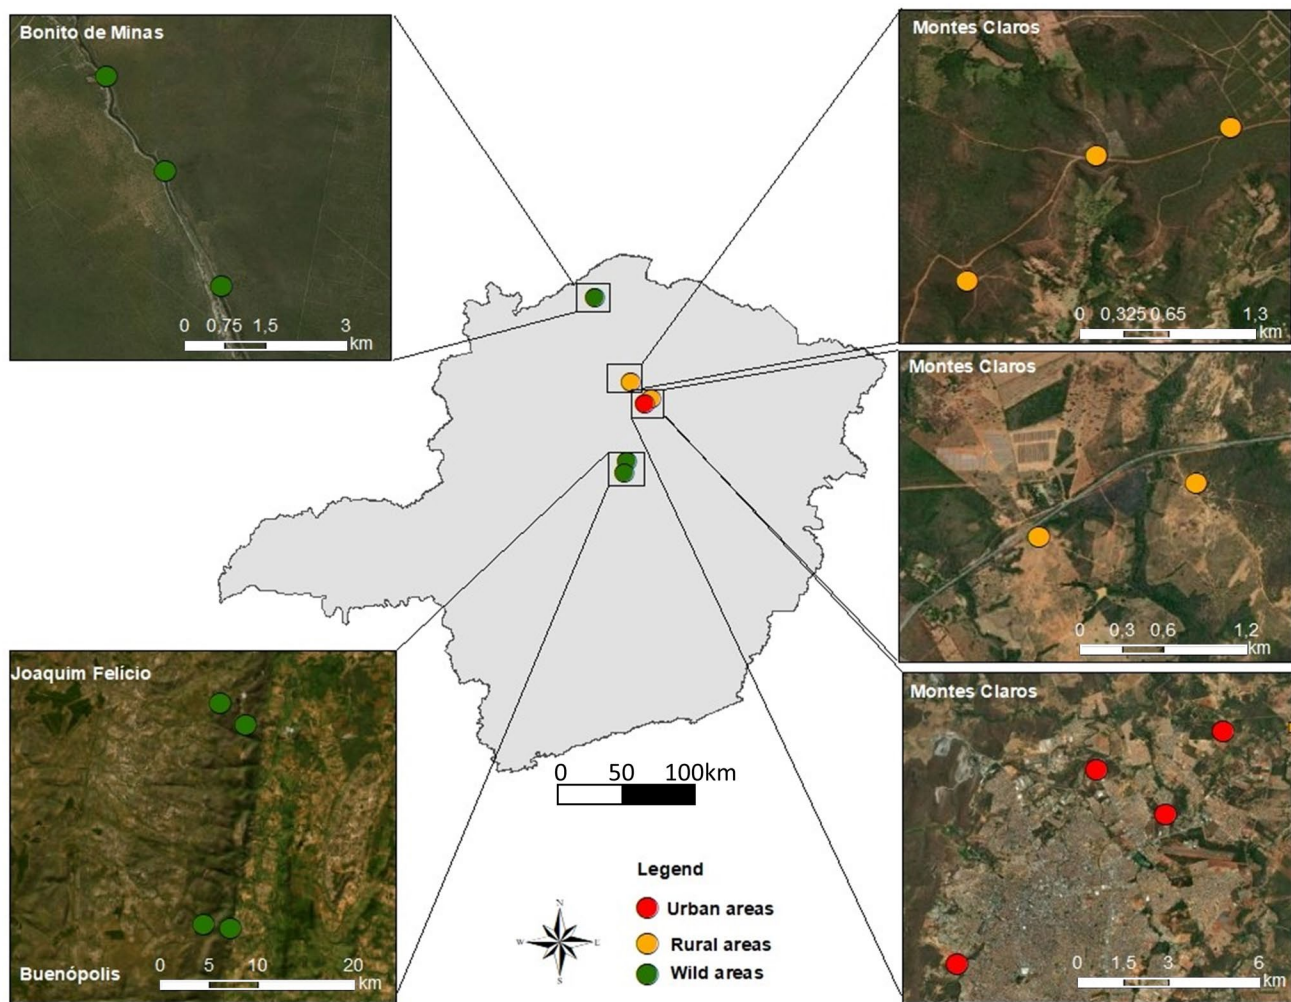 Bonito de Minas
0 0,75 1,5 3
km
Montes Claros
0 0,325 0,65 1,3
km
Montes Claros
0 0,3 0,6 1,2
km
Joaquim Felício
Buenópolis
0 5 10 20
km
0 50 100km
Legend
Urban areas
Rural areas
Wild areas
N
W E
S
Montes Claros
0 1,5 3 6
km